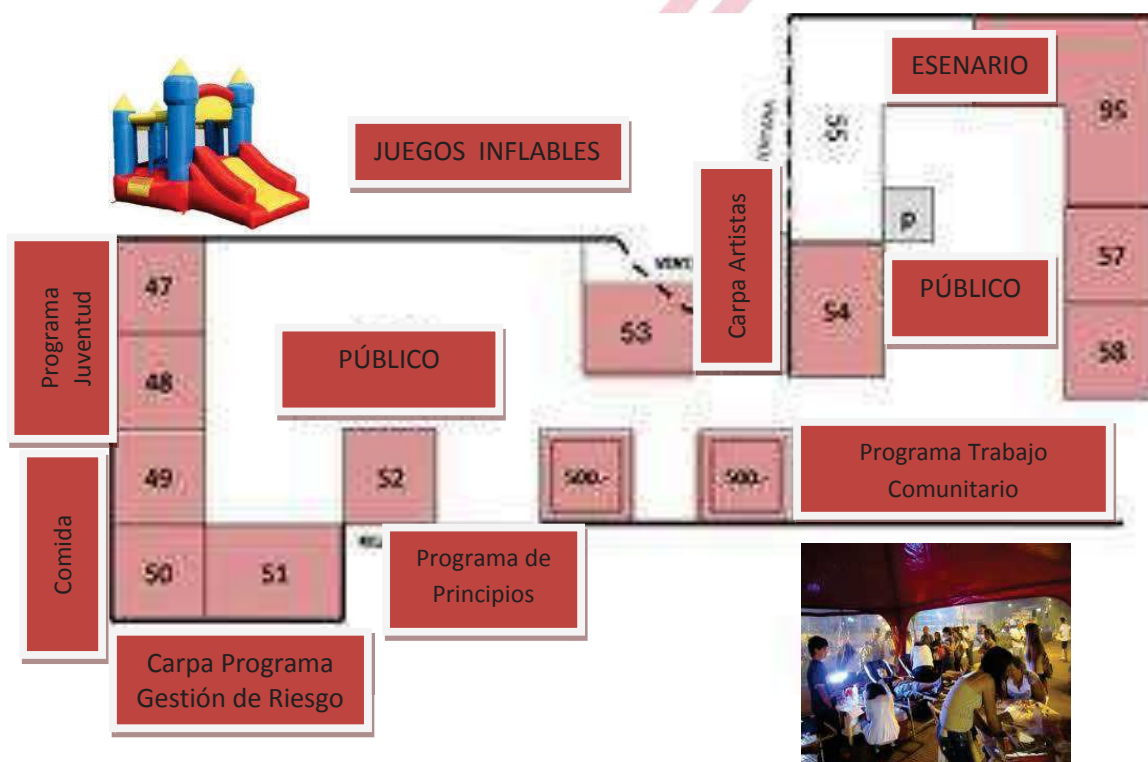 ESENARIO
55
56
JUEGOS INFLABLES
Carpa Artistas
P
Programa
Juventud
47
53
54
57
PÚBLICO
PÚBLICO
48
58
49
52
500.-
500.-
Programa Trabajo
Comunitario
Comida
50
51
Programa de
Principios
Carpa Programa
Gestión de Riesgo